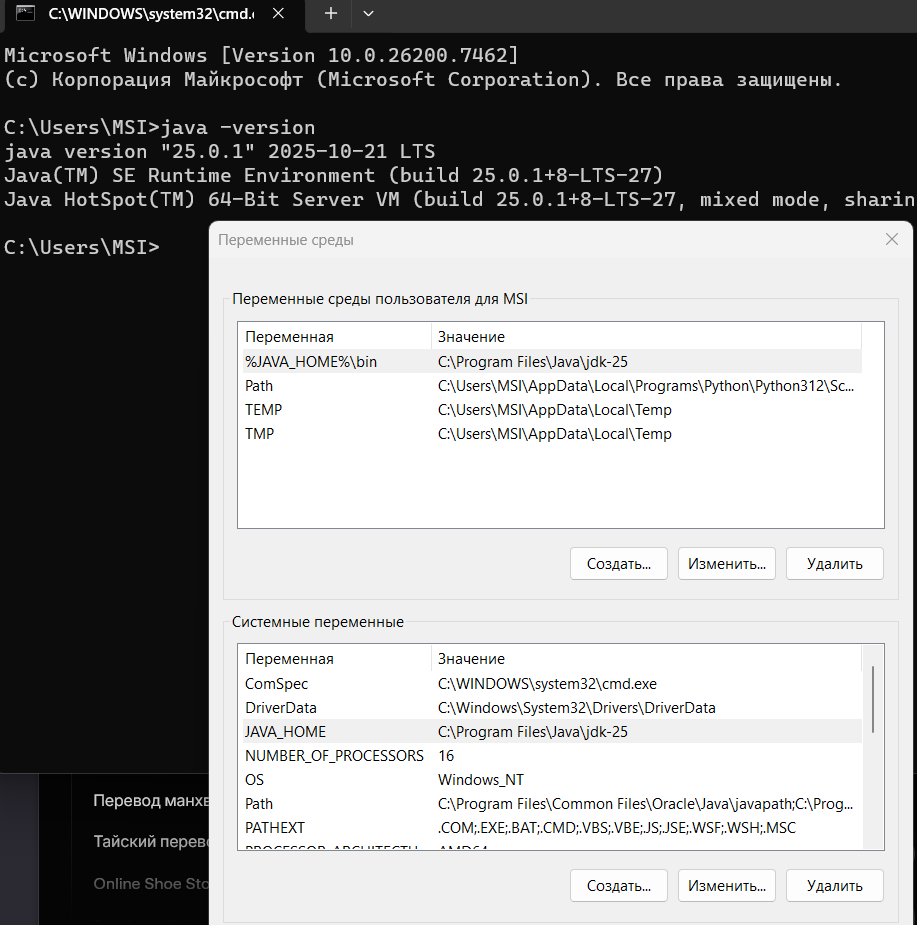 C:\WINDOWS\system32\cmd.
Microsoft Windows [Version 10.0.26200.7462]
(c) Корпорация Майкрософт (Microsoft Corporation). Все права защищены.
C:\Users\MSI>java -version
java version "25.0.1" 2025-10-21 LTS
Java(TM) SE Runtime Environment (build 25.0.1+8-LTS-27)
Java HotSpot(TM) 64-Bit Server VM (build 25.0.1+8-LTS-27, mixed mode, sharin
C:\Users\MSI>
Переменные среды
Переменные среды пользователя для MSI
Переменная Значение
%JAVA_HOME%\bin C:\Program Files\Java\jdk-25
Path C:\Users\MSI\AppData\Local\Programs\Python\Python312\Sc...
TEMP C:\Users\MSI\AppData\Local\Temp
TMP C:\Users\MSI\AppData\Local\Temp
Создать... Изменить... Удалить
Системные переменные
Переменная Значение
ComSpec C:\WINDOWS\system32\cmd.exe
DriverData C:\Windows\System32\Drivers\DriverData
JAVA_HOME C:\Program Files\Java\jdk-25
NUMBER_OF_PROCESSORS 16
OS Windows_NT
Path C:\Program Files\Common Files\Oracle\Java\javapath;C:\Prog...
PATHEXT .COM;.EXE;.BAT;.CMD;.VBS;.VBE;.JS;.JSE;.WSF;.WSH;.MSC
PROCESSOR_ARCHITECTU AMD64
Создать... Изменить... Удалить
Перевод манхв
Тайский перево
Online Shoe Sto